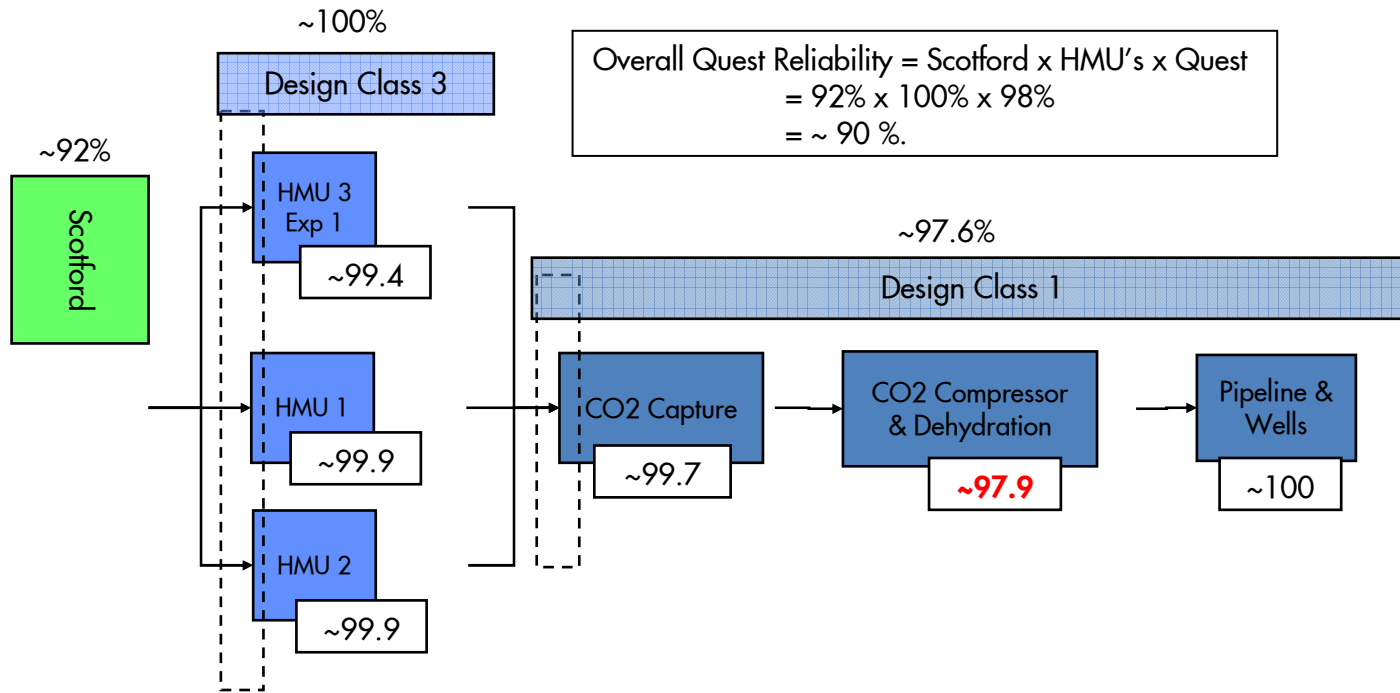 ~100%
Design Class 3
Overall Quest Reliability = Scotford x HMU's x Quest
= 92% x 100% x 98%
= ~ 90 %.
~92%
Scotford
HMU 3
Exp 1
~99.4
~97.6%
Design Class 1
HMU 1
~99.9
CO2 Capture
~99.7
CO2 Compressor
& Dehydration
~97.9
Pipeline &
Wells
~100
HMU 2
~99.9